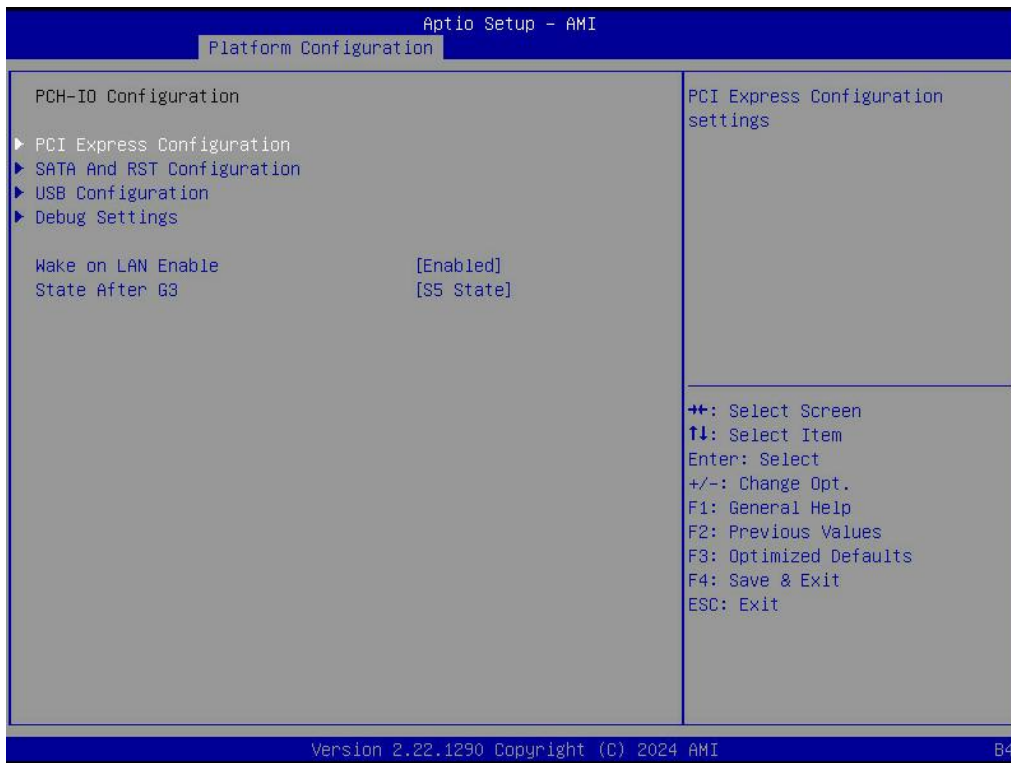 Aptio Setup - AMI
Platform Configuration
PCH-IO Configuration
PCI Express Configuration
SATA And RST Configuration
USB Configuration
Debug Settings
Wake on LAN Enable [Enabled]
State After G3 [S5 State]
PCI Express Configuration
settings
→←: Select Screen
↑↓: Select Item
Enter: Select
+/-: Change Opt.
F1: General Help
F2: Previous Values
F3: Optimized Defaults
F4: Save & Exit
ESC: Exit
Version 2.22.1290 Copyright (C) 2024 AMI
B4